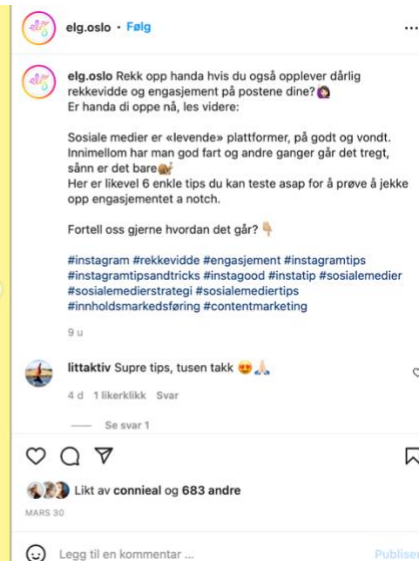 elg.oslo • Følg
elg.oslo Rekk opp handa hvis du også opplever dårlig
rekkevidde og engasjement på postene dine?🙋🏻‍♀️
Er handa di oppe nå, les videre:
Sosiale medier er «levende» plattformer, på godt og vondt.
Innimellom har man god fart og andre ganger går det tregt,
sånn er det bare🐌
Her er likevel 6 enkle tips du kan teste asap for å prøve å jekke
opp engasjementet a notch.
Fortell oss gjerne hvordan det går? 👇🏼
#instagram #rekkevidde #engasjement #instagramtips
#instagramtipsandtricks #instagood #instatip #sosialemedier
#sosialemedierstrategi #sosialemediertips
#innholdsmarkedsføring #contentmarketing
9 u
littaktiv Supre tips, tusen takk 😍🙏🏻
4 d 1 likerklikk Svar
Se svar 1
Likt av connieal og 683 andre
MARS 30
Legg til en kommentar ...
Publiser